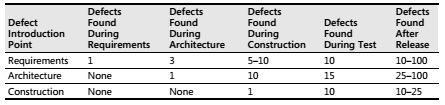 Defect Introduction Point | Defects Found During Requirements | Defects Found During Architecture | Defects Found During Construction | Defects Found During Test | Defects Found After Release
Requirements | 1 | 3 | 5–10 | 10 | 10–100
Architecture | None | 1 | 10 | 15 | 25–100
Construction | None | None | 1 | 10 | 10–25